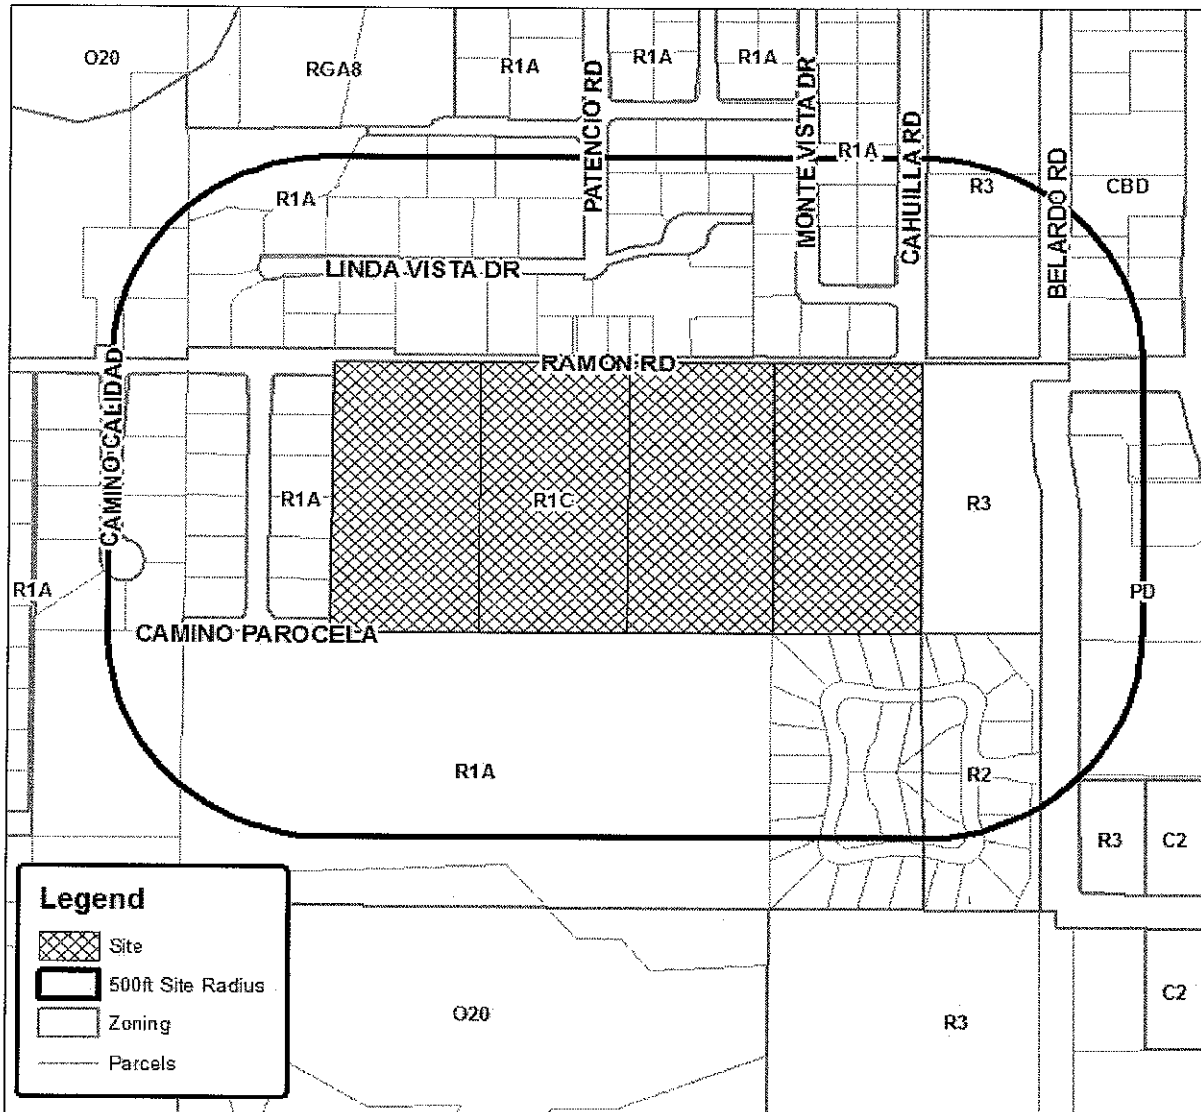 O20
RGA8
R1A
R1A
R1A
PATENCIO RD
MONTE VISTA DR
CAHUILLA RD
BELARDO RD
R1A
R3
CBD
R1A
LINDA VISTA DR
RAMON RD
CAMINO CALIDAD
R1A
R1C
R3
R1A
PD
CAMINO PAROCELA
R1A
R2
R3
C2
Legend
Site
500ft Site Radius
Zoning
Parcels
O20
R3
C2